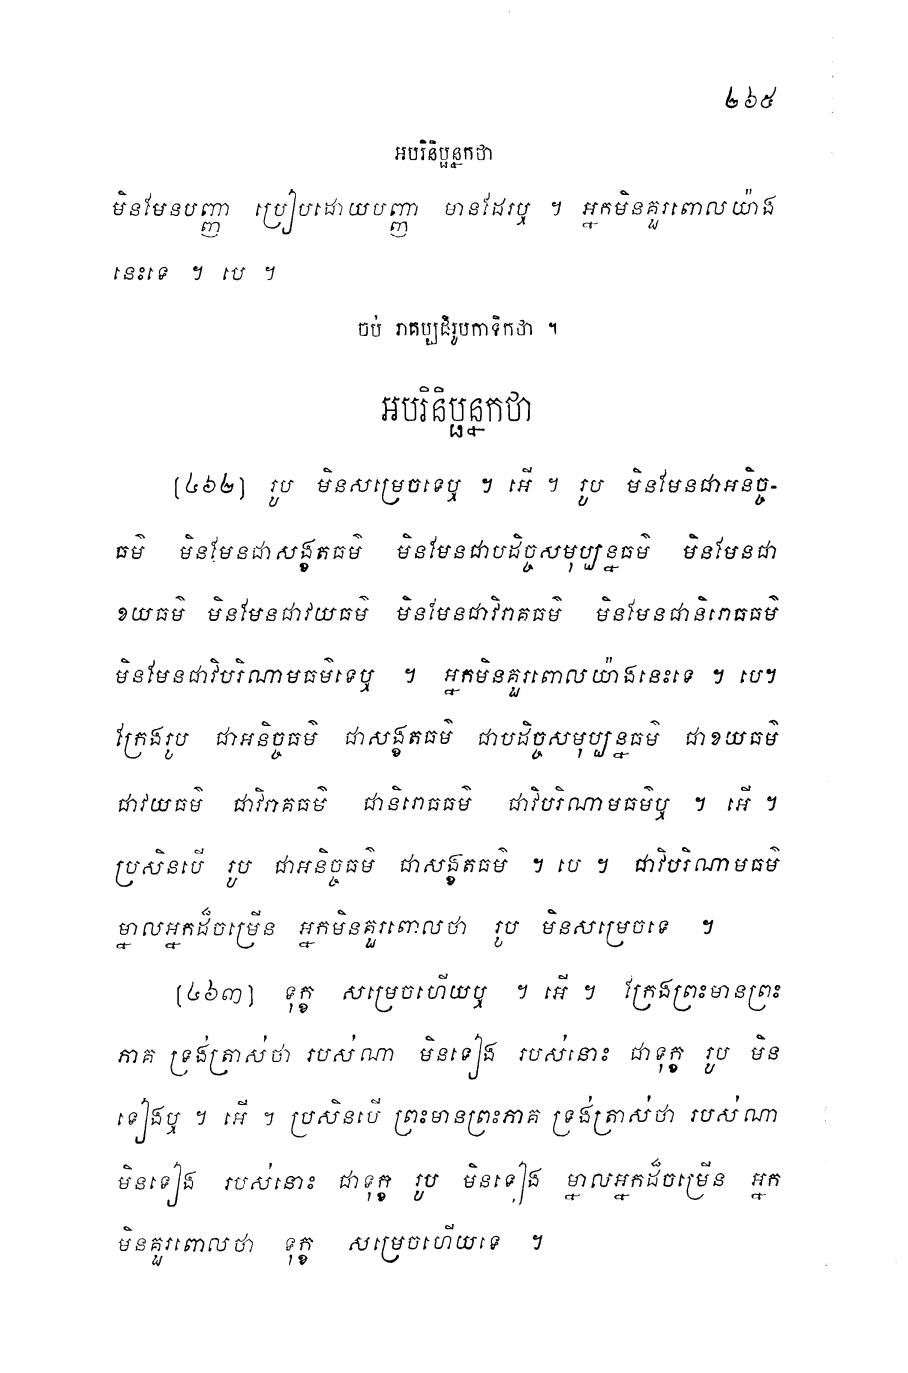 ២៦៥
អបរិនិប្ផន្នកថា
មិនមែនបញ្ញា ប្រៀបដោយបញ្ញា មានដែរឬ ។ អ្នកមិនគួរពោលយ៉ាង
នេះទេ ។ បេ ។
ចប់ រាគប្បដិរូបកាទិកថា ។
អបរិនិប្ផន្នកថា
[៤៦២] រូប មិនសម្រេចទេឬ ។ អើ ។ រូប មិនមែនជាអនិច្ច-
ធម៌ មិនមែនជាសង្ខតធម៌ មិនមែនជាបដិច្ចសមុប្បន្នធម៌ មិនមែនជា
ខយធម៌ មិនមែនជាវយធម៌ មិនមែនជាវិរាគធម៌ មិនមែនជានិរោធធម៌
មិនមែនជាវិបរិណាមធម៌ទេឬ ។ អ្នកមិនគួរពោលយ៉ាងនេះទេ ។ បេ។
ក្រែងរូប ជាអនិច្ចធម៌ ជាសង្ខតធម៌ ជាបដិច្ចសមុប្បន្នធម៌ ជាខយធម៌
ជាវយធម៌ ជាវិរាគធម៌ ជានិរោធធម៌ ជាវិបរិណាមធម៌ឬ ។ អើ ។
ប្រសិនបើ រូប ជាអនិច្ចធម៌ ជាសង្ខតធម៌ ។ បេ ។ ជាវិបរិណាមធម៌
ម្នាលអ្នកដ៏ចម្រើន អ្នកមិនគួរពោលថា រូប មិនសម្រេចទេ ។
[៤៦៣] ទុក្ខ សម្រេចហើយឬ ។ អើ ។ ក្រែងព្រះមានព្រះ
ភាគ ទ្រង់ត្រាស់ថា របស់ណា មិនទៀង របស់នោះ ជាទុក្ខ រូប មិន
ទៀងឬ ។ អើ ។ ប្រសិនបើ ព្រះមានព្រះភាគ ទ្រង់ត្រាស់ថា របស់ណា
មិនទៀង របស់នោះ ជាទុក្ខ រូប មិនទៀង ម្នាលអ្នកដ៏ចម្រើន អ្នក
មិនគួរពោលថា ទុក្ខ សម្រេចហើយទេ ។